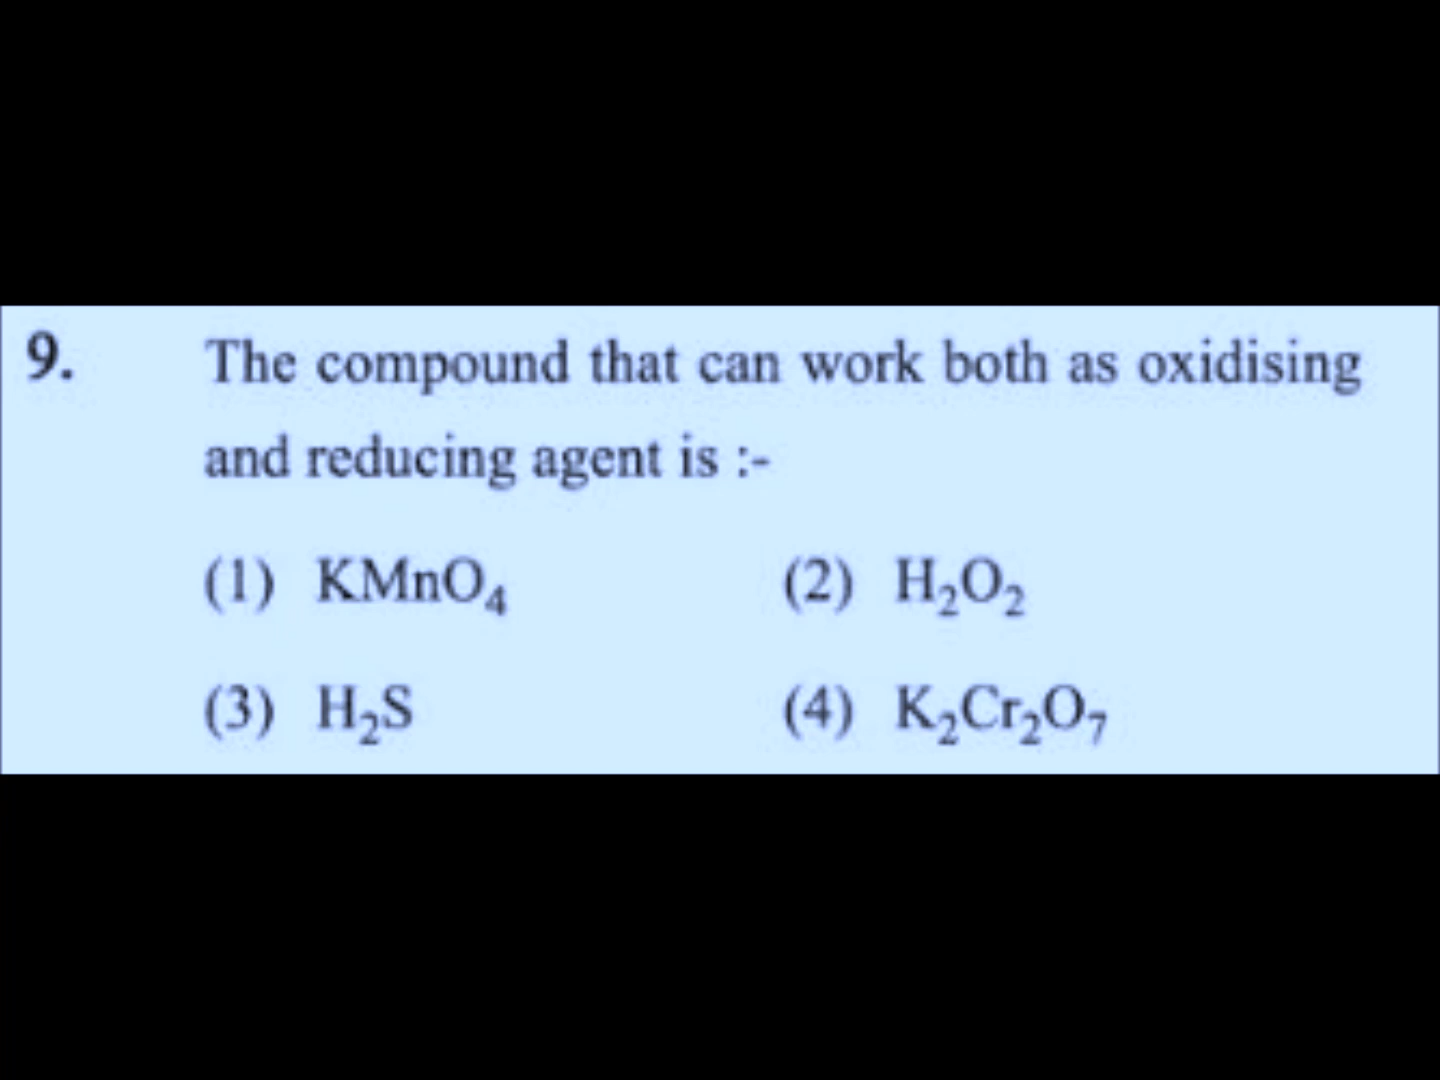 9. The compound that can work both as oxidising
and reducing agent is :-
(1) KMnO₄ (2) H₂O₂
(3) H₂S (4) K₂Cr₂O₇